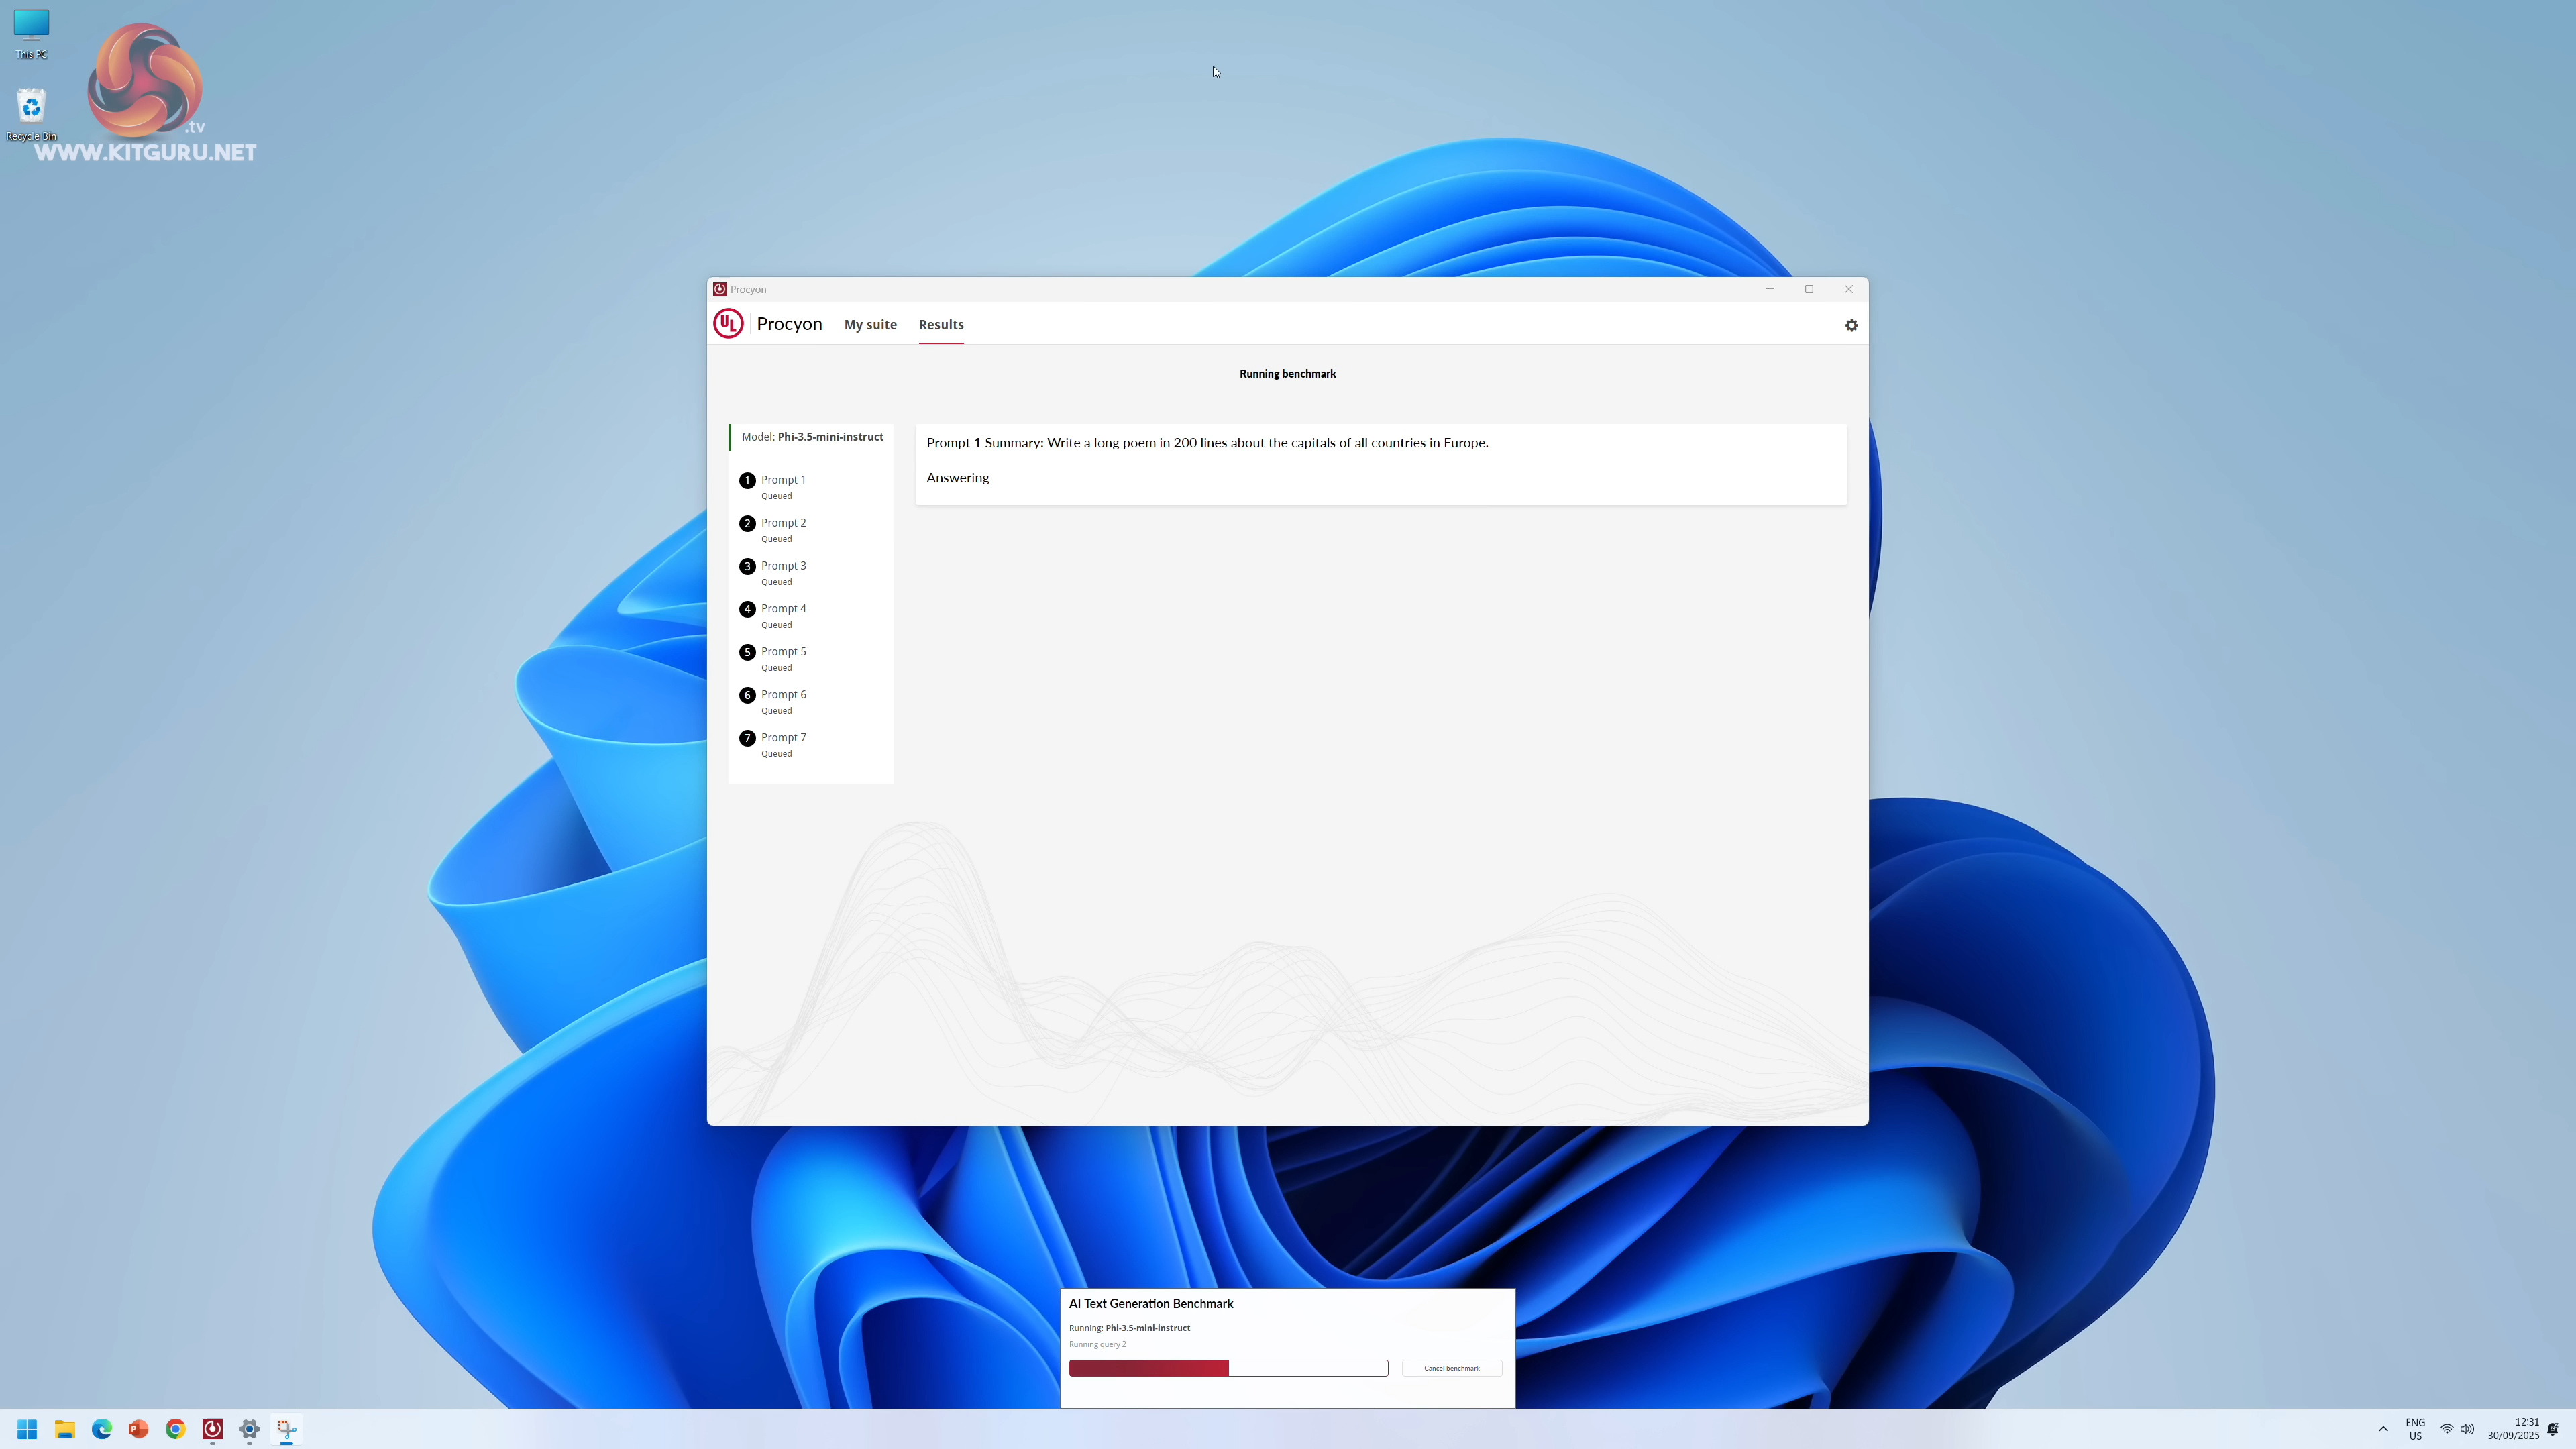 This PC
Recycle Bin
.tv
WWW.KITGURU.NET
Procyon
UL Procyon My suite Results
Running benchmark
Model: Phi-3.5-mini-instruct
1 Prompt 1
Queued
2 Prompt 2
Queued
3 Prompt 3
Queued
4 Prompt 4
Queued
5 Prompt 5
Queued
6 Prompt 6
Queued
7 Prompt 7
Queued
Prompt 1 Summary: Write a long poem in 200 lines about the capitals of all countries in Europe.
Answering
AI Text Generation Benchmark
Running: Phi-3.5-mini-instruct
Running query 2
Cancel benchmark
ENG
US
12:31
30/09/2025